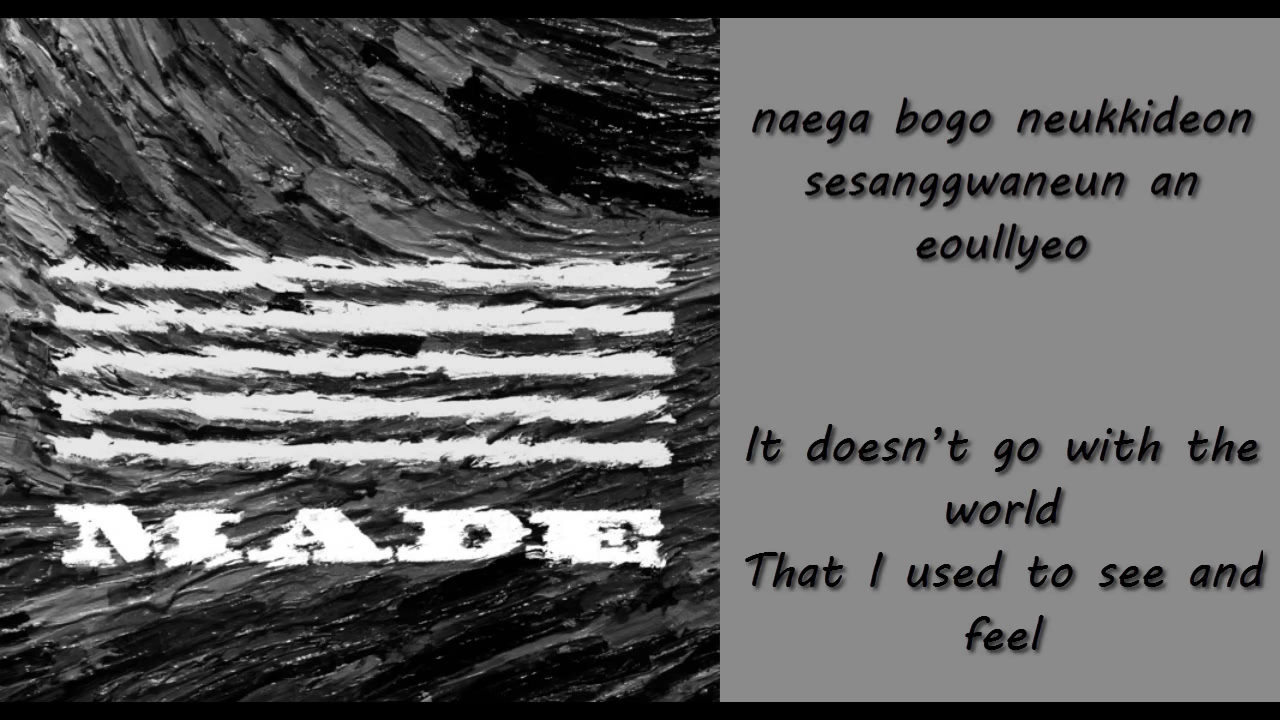 MADE
naega bogo neukkideon
sesanggwaneun an
eoullyeo
It doesn't go with the
world
That I used to see and
feel